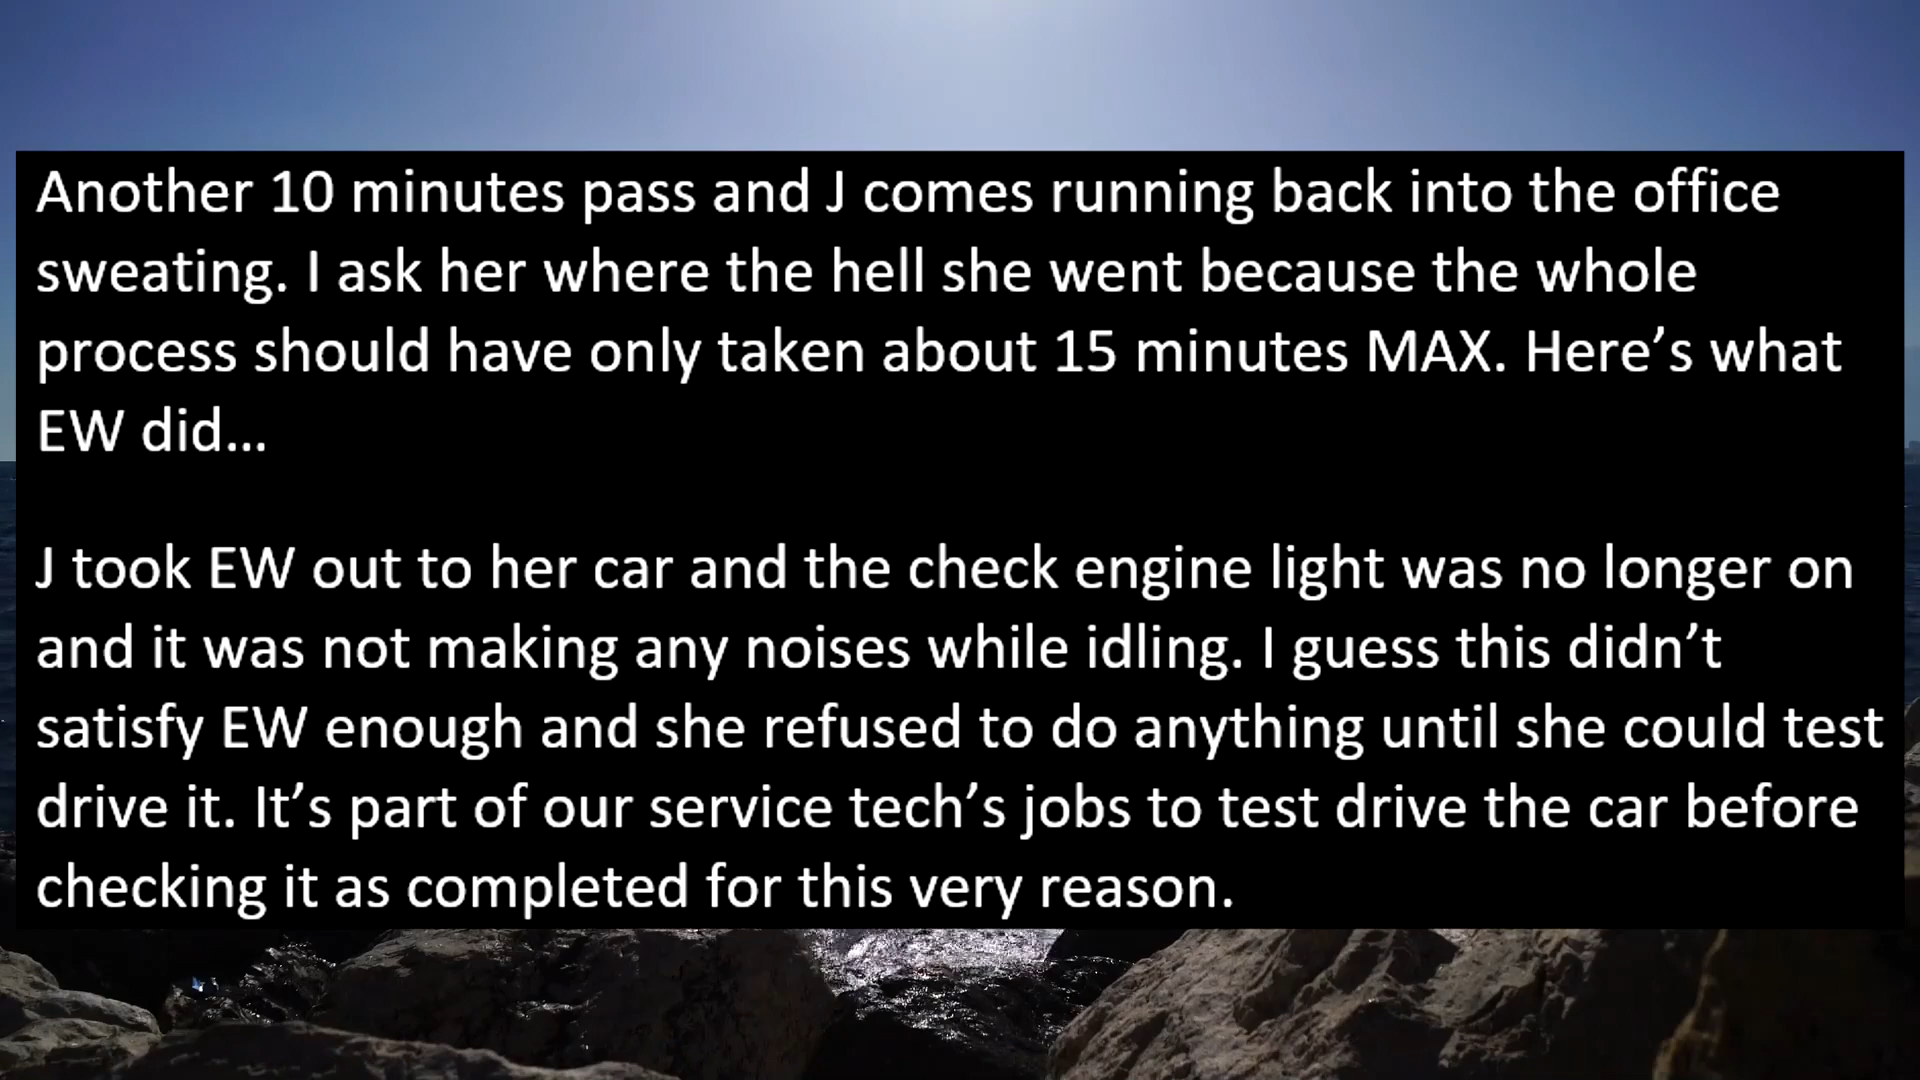 Another 10 minutes pass and J comes running back into the office
sweating. I ask her where the hell she went because the whole
process should have only taken about 15 minutes MAX. Here’s what
EW did…
J took EW out to her car and the check engine light was no longer on
and it was not making any noises while idling. I guess this didn’t
satisfy EW enough and she refused to do anything until she could test
drive it. It’s part of our service tech’s jobs to test drive the car before
checking it as completed for this very reason.